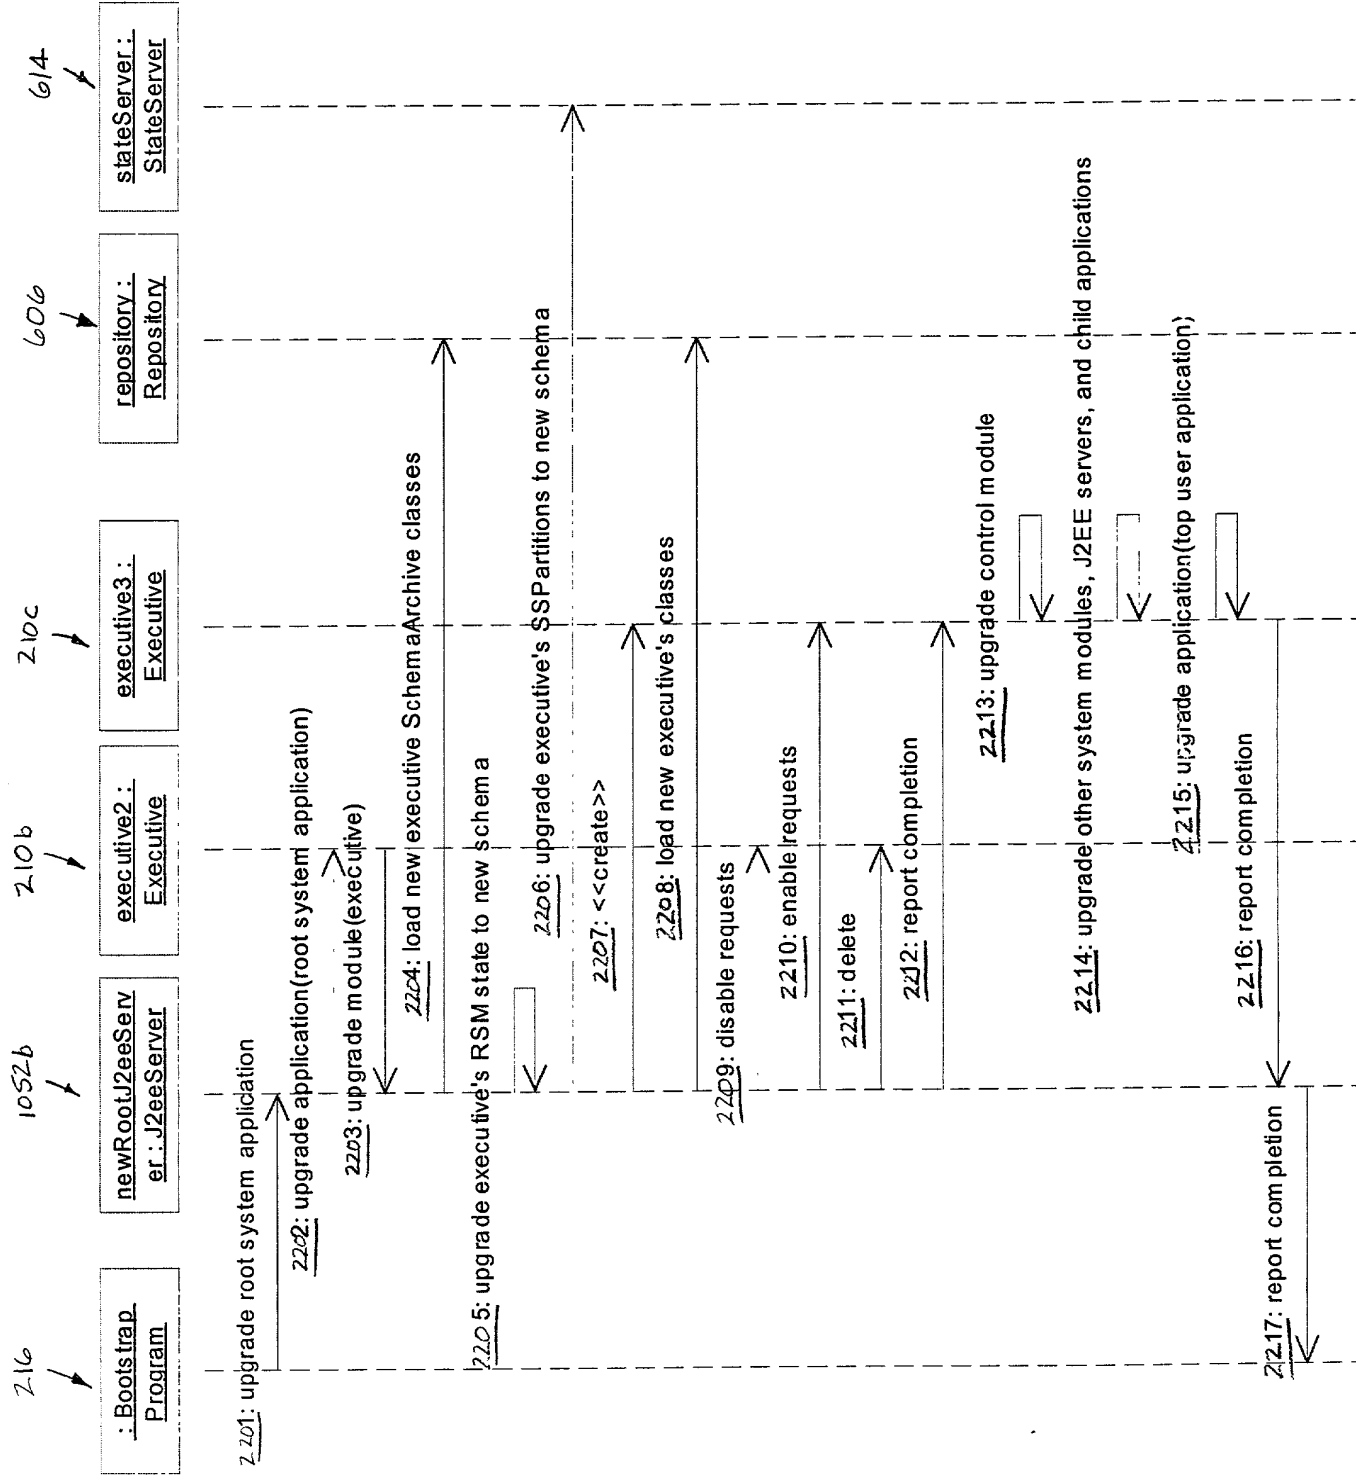 216
: Bootstrap
Program
1052b
newRootJ2eeServ
er : J2eeServer
210b
executive2 :
Executive
210c
executive3 :
Executive
606
repository :
Repository
614
stateServer :
StateServer
2201: upgrade root system application
2202: upgrade application(root system application)
2203: upgrade module(executive)
2204: load new executive SchemaArchive classes
2205: upgrade executive's RSM state to new schema
2206: upgrade executive's SSPartitions to new schema
2207: <<create>>
2208: load new executive's classes
2209: disable requests
2210: enable requests
2211: delete
2212: report completion
2213: upgrade control module
2214: upgrade other system modules, J2EE servers, and child applications
2215: upgrade application(top user application)
2216: report completion
2217: report completion